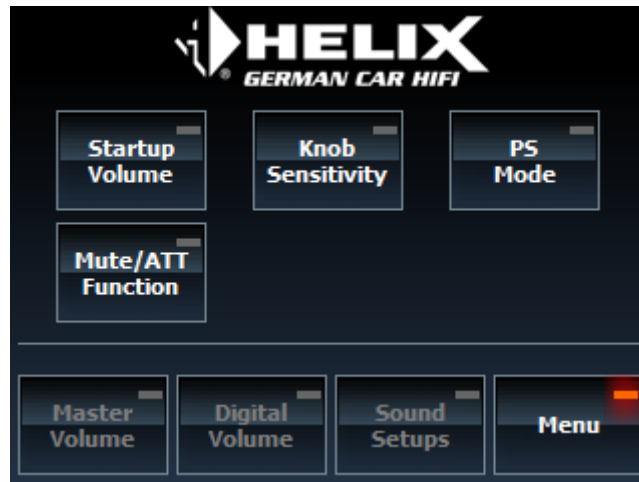 HELIX
GERMAN CAR HIFI
Startup
Volume
Knob
Sensitivity
PS
Mode
Mute/ATT
Function
Master
Volume
Digital
Volume
Sound
Setups
Menu